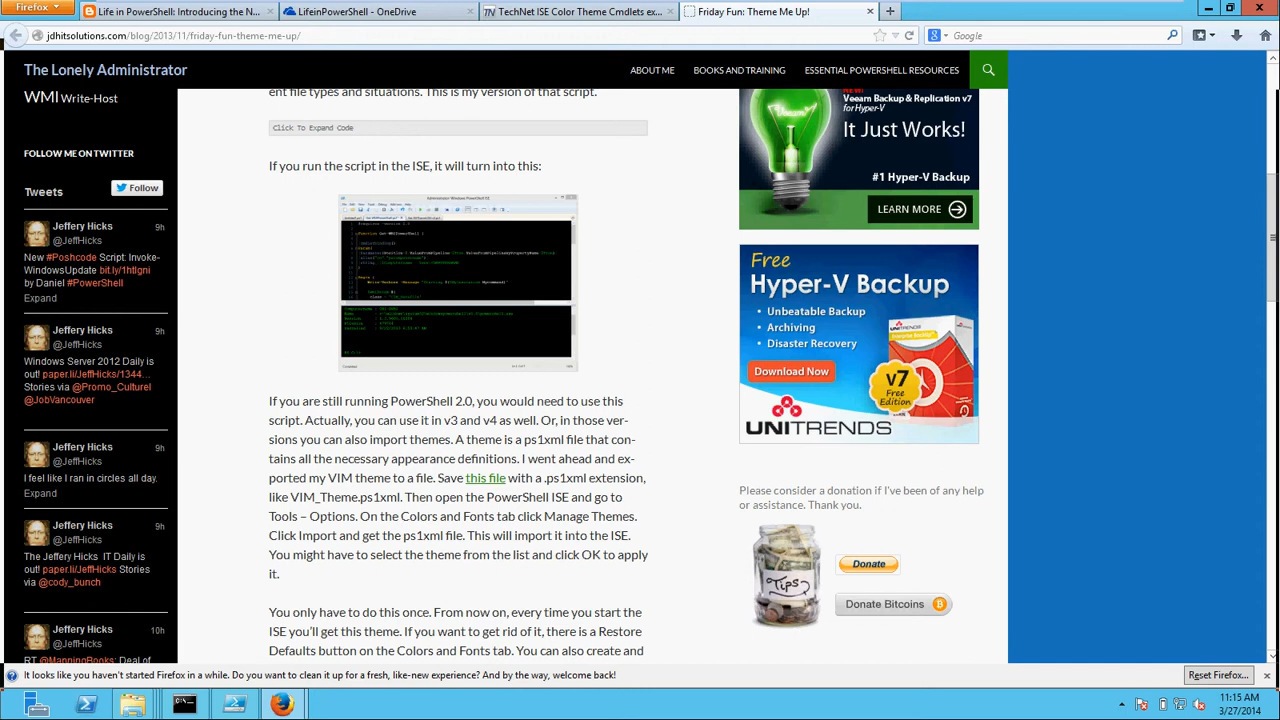 Firefox
Life in PowerShell: Introducing the N...
LifeinPowerShell - OneDrive
TechNet ISE Color Theme Cmdlets ex...
Friday Fun: Theme Me Up!
jdhitsolutions.com/blog/2013/11/friday-fun-theme-me-up/
Google
The Lonely Administrator
ABOUT ME
BOOKS AND TRAINING
ESSENTIAL POWERSHELL RESOURCES
WMI Write-Host
FOLLOW ME ON TWITTER
Tweets
Follow
Jeffery Hicks 9h
@JeffHicks
New #Poshcode Scripts Invoke-
WindowsUpdate bit.ly/1htlgni
by Daniel #PowerShell
Expand
Jeffery Hicks 9h
@JeffHicks
Windows Server 2012 Daily is
out! paper.li/JeffHicks/1344...
Stories via @Promo_Culturel
@JobVancouver
Jeffery Hicks 9h
@JeffHicks
I feel like I ran in circles all day.
Expand
Jeffery Hicks 9h
@JeffHicks
The Jeffery Hicks IT Daily is
out! paper.li/JeffHicks Stories
via @cody_bunch
Jeffery Hicks 10h
@JeffHicks
RT @ManningBooks: Deal of
ent file types and situations. This is my version of that script.
Click To Expand Code
If you run the script in the ISE, it will turn into this:
If you are still running PowerShell 2.0, you would need to use this
script. Actually, you can use it in v3 and v4 as well. Or, in those ver-
sions you can also import themes. A theme is a ps1xml file that con-
tains all the necessary appearance definitions. I went ahead and ex-
ported my VIM theme to a file. Save this file with a .ps1xml extension,
like VIM_Theme.ps1xml. Then open the PowerShell ISE and go to
Tools – Options. On the Colors and Fonts tab click Manage Themes.
Click Import and get the ps1xml file. This will import it into the ISE.
You might have to select the theme from the list and click OK to apply
it.
You only have to do this once. From now on, every time you start the
ISE you'll get this theme. If you want to get rid of it, there is a Restore
Defaults button on the Colors and Fonts tab. You can also create and
NEW!
Veeam Backup & Replication v7
for Hyper-V
It Just Works!
#1 Hyper-V Backup
LEARN MORE
Free
Hyper-V Backup
• Unbeatable Backup
• Archiving
• Disaster Recovery
Download Now
v7
Free
Edition
UNITRENDS
Please consider a donation if I've been of any help
or assistance. Thank you.
Tips
Donate
Donate Bitcoins
It looks like you haven't started Firefox in a while. Do you want to clean it up for a fresh, like-new experience? And by the way, welcome back!
Reset Firefox...
11:15 AM
3/27/2014